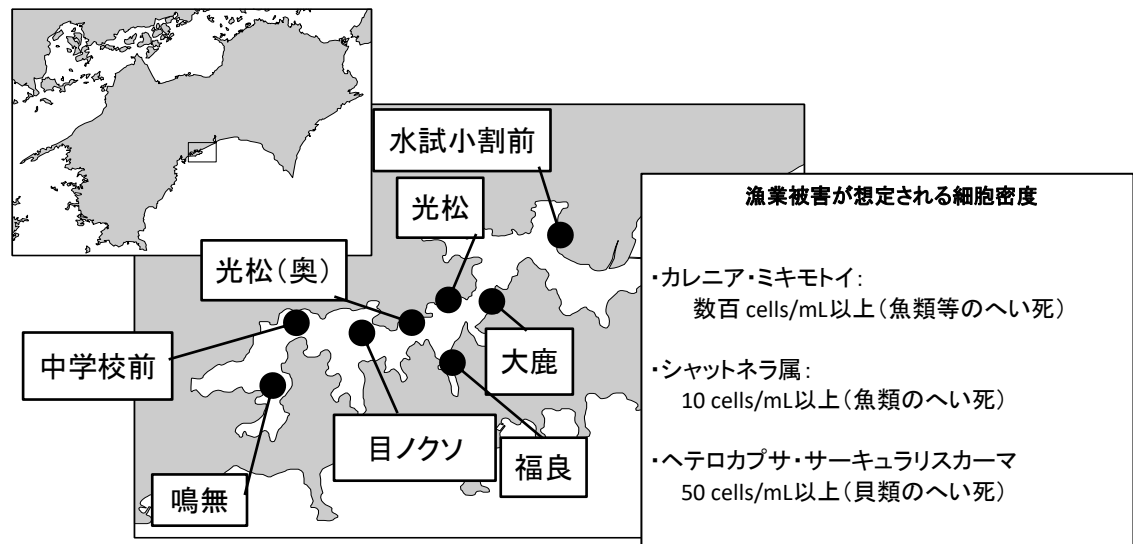 水試小割前
光松
光松(奥)
中学校前
大鹿
目ノクソ
福良
鳴無
漁業被害が想定される細胞密度
・カレニア・ミキモトイ:
数百 cells/mL以上(魚類等のへい死)
・シャットネラ属:
10 cells/mL以上(魚類のへい死)
・ヘテロカプサ・サーキュラリスカーマ
50 cells/mL以上(貝類のへい死)